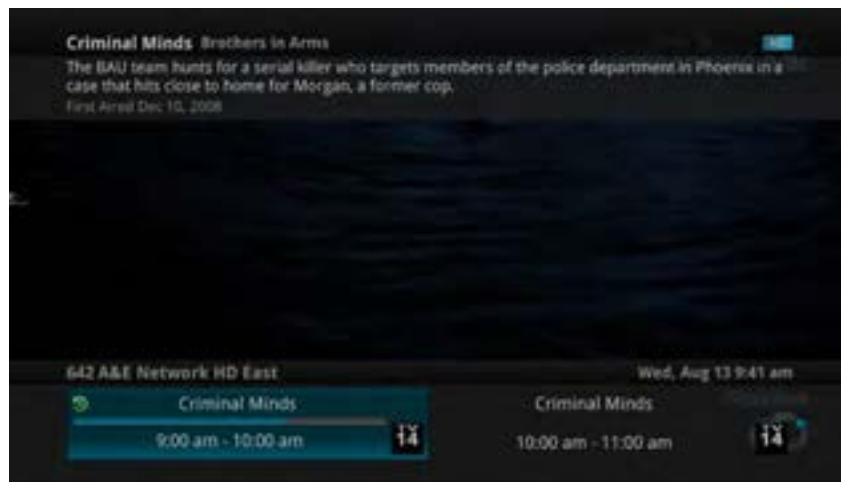 Criminal Minds Brothers in Arms
HD
The BAU team hunts for a serial killer who targets members of the police department in Phoenix in a
case that hits close to home for Morgan, a former cop.
First Aired Dec 10, 2008
642 A&E Network HD East
Wed, Aug 13 9:41 am
Criminal Minds
9:00 am - 10:00 am
14
Criminal Minds
10:00 am - 11:00 am
14